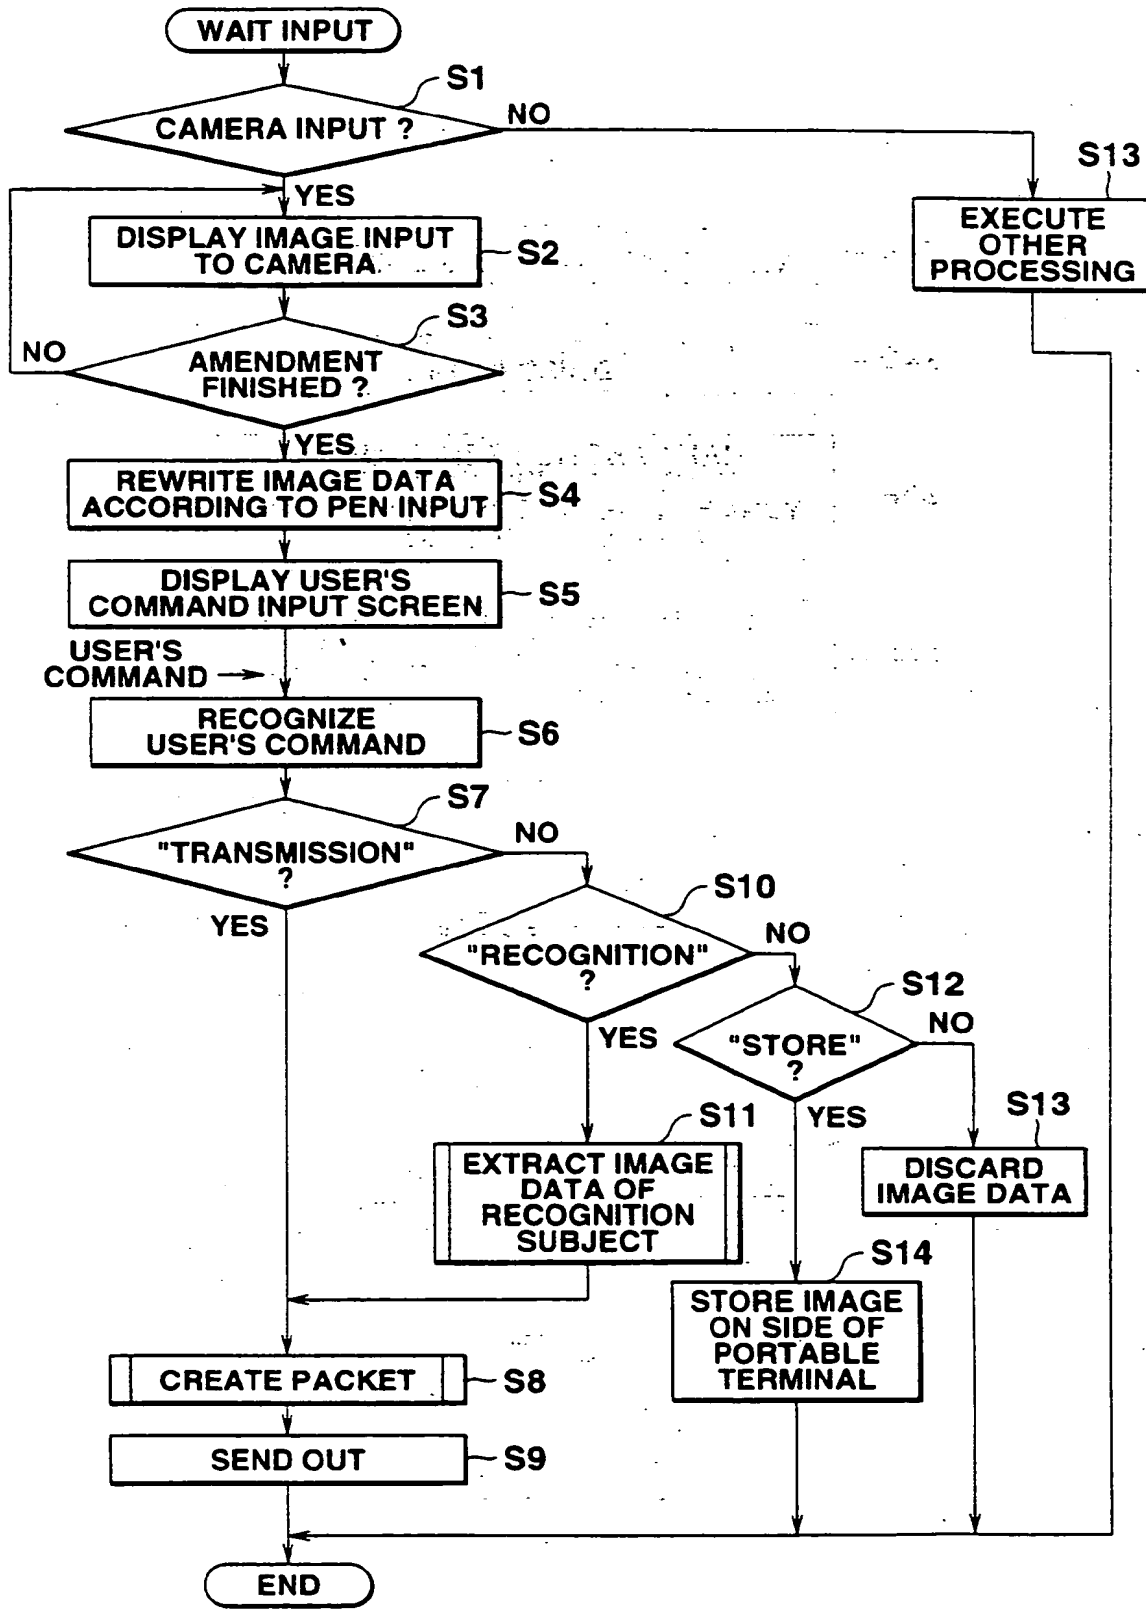 WAIT INPUT
S1
CAMERA INPUT ?
NO
S13
YES
EXECUTE
OTHER
PROCESSING
DISPLAY IMAGE INPUT
TO CAMERA
S2
S3
NO
AMENDMENT
FINISHED ?
YES
REWRITE IMAGE DATA
ACCORDING TO PEN INPUT
S4
DISPLAY USER'S
COMMAND INPUT SCREEN
S5
USER'S
COMMAND
RECOGNIZE
USER'S COMMAND
S6
S7
"TRANSMISSION"
?
NO
YES
S10
"RECOGNITION"
?
NO
YES
S12
"STORE"
?
NO
YES
S11
EXTRACT IMAGE
DATA OF
RECOGNITION
SUBJECT
S13
DISCARD
IMAGE DATA
S14
STORE IMAGE
ON SIDE OF
PORTABLE
TERMINAL
CREATE PACKET
S8
SEND OUT
S9
END